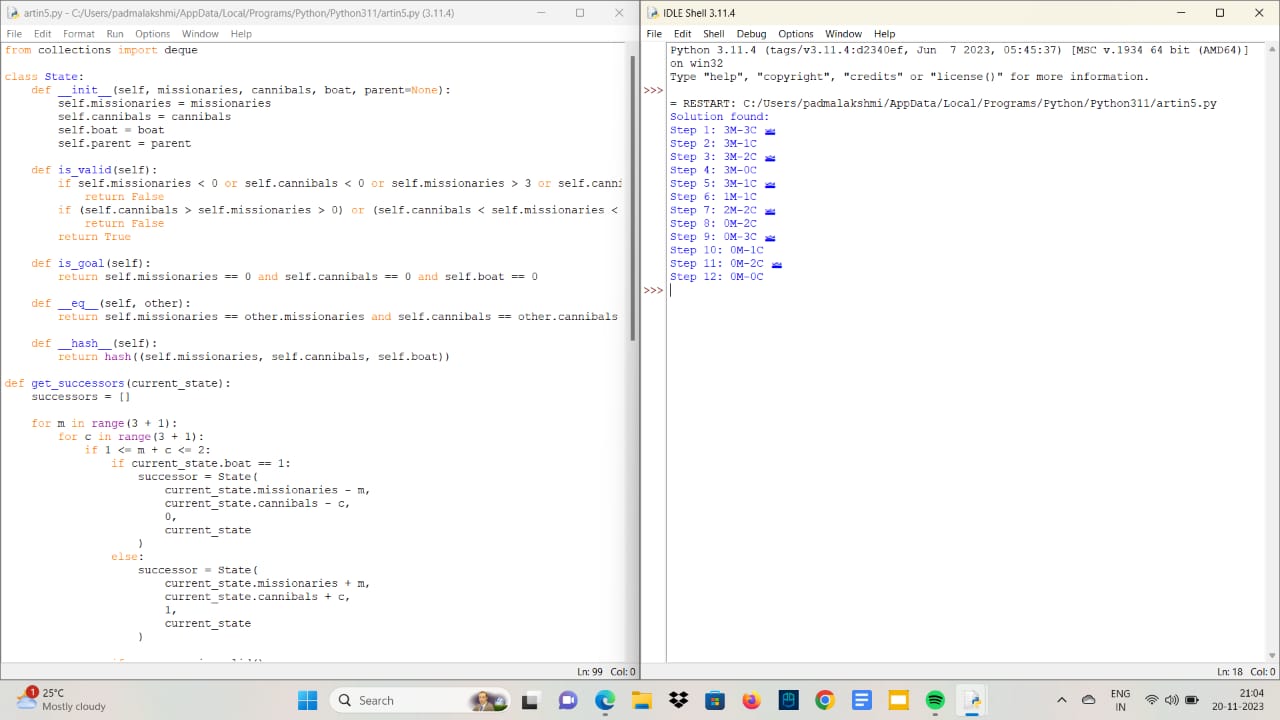 artin5.py - C:/Users/padmalakshmi/AppData/Local/Programs/Python/Python311/artin5.py (3.11.4)
File Edit Format Run Options Window Help
from collections import deque
class State:
    def __init__(self, missionaries, cannibals, boat, parent=None):
        self.missionaries = missionaries
        self.cannibals = cannibals
        self.boat = boat
        self.parent = parent
    def is_valid(self):
        if self.missionaries < 0 or self.cannibals < 0 or self.missionaries > 3 or self.canni
            return False
        if (self.cannibals > self.missionaries > 0) or (self.cannibals < self.missionaries <
            return False
        return True
    def is_goal(self):
        return self.missionaries == 0 and self.cannibals == 0 and self.boat == 0
    def __eq__(self, other):
        return self.missionaries == other.missionaries and self.cannibals == other.cannibals
    def __hash__(self):
        return hash((self.missionaries, self.cannibals, self.boat))
def get_successors(current_state):
    successors = []
    for m in range(3 + 1):
        for c in range(3 + 1):
            if 1 <= m + c <= 2:
                if current_state.boat == 1:
                    successor = State(
                        current_state.missionaries - m,
                        current_state.cannibals - c,
                        0,
                        current_state
                    )
                else:
                    successor = State(
                        current_state.missionaries + m,
                        current_state.cannibals + c,
                        1,
                        current_state
                    )
Ln: 99 Col: 0
IDLE Shell 3.11.4
File Edit Shell Debug Options Window Help
Python 3.11.4 (tags/v3.11.4:d2340ef, Jun  7 2023, 05:45:37) [MSC v.1934 64 bit (AMD64)]
on win32
Type "help", "copyright", "credits" or "license()" for more information.
>>>
= RESTART: C:/Users/padmalakshmi/AppData/Local/Programs/Python/Python311/artin5.py
Solution found:
Step 1: 3M-3C
Step 2: 3M-1C
Step 3: 3M-2C
Step 4: 3M-0C
Step 5: 3M-1C
Step 6: 1M-1C
Step 7: 2M-2C
Step 8: 0M-2C
Step 9: 0M-3C
Step 10: 0M-1C
Step 11: 0M-2C
Step 12: 0M-0C
>>>
Ln: 18 Col: 0
1
25°C
Mostly cloudy
Search
ENG
IN
21:04
20-11-2023